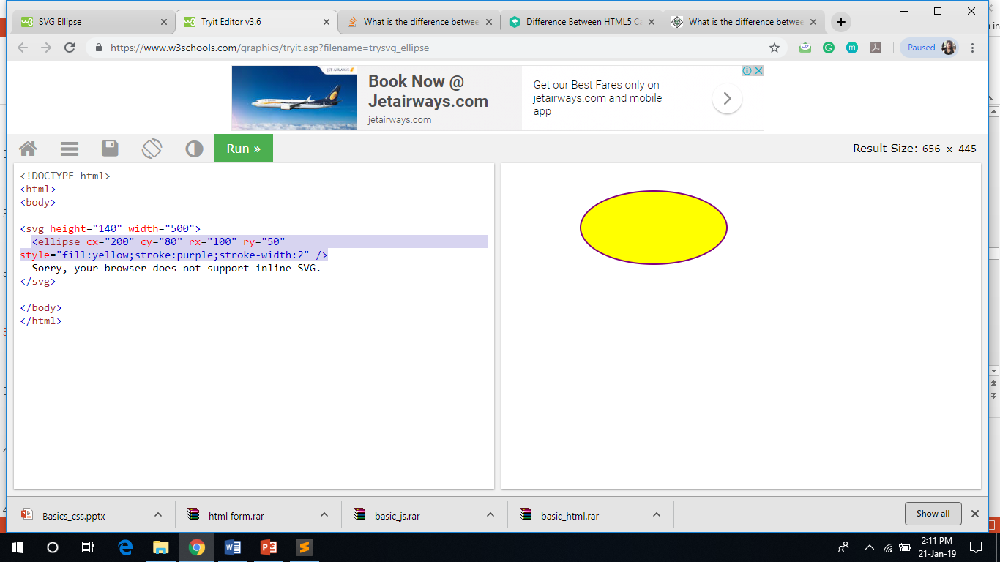 SVG Ellipse
Tryit Editor v3.6
What is the difference betwee
Difference Between HTML5 Ca
What is the difference betwee
https://www.w3schools.com/graphics/tryit.asp?filename=trysvg_ellipse
Paused
JET AIRWAYS
Book Now @
Jetairways.com
jetairways.com
Get our Best Fares only on
jetairways.com and mobile
app
Run »
Result Size: 656 x 445
<!DOCTYPE html>
<html>
<body>
<svg height="140" width="500">
<ellipse cx="200" cy="80" rx="100" ry="50"
style="fill:yellow;stroke:purple;stroke-width:2" />
Sorry, your browser does not support inline SVG.
</svg>
</body>
</html>
Basics_css.pptx
html form.rar
basic_js.rar
basic_html.rar
Show all
2:11 PM
21-Jan-19